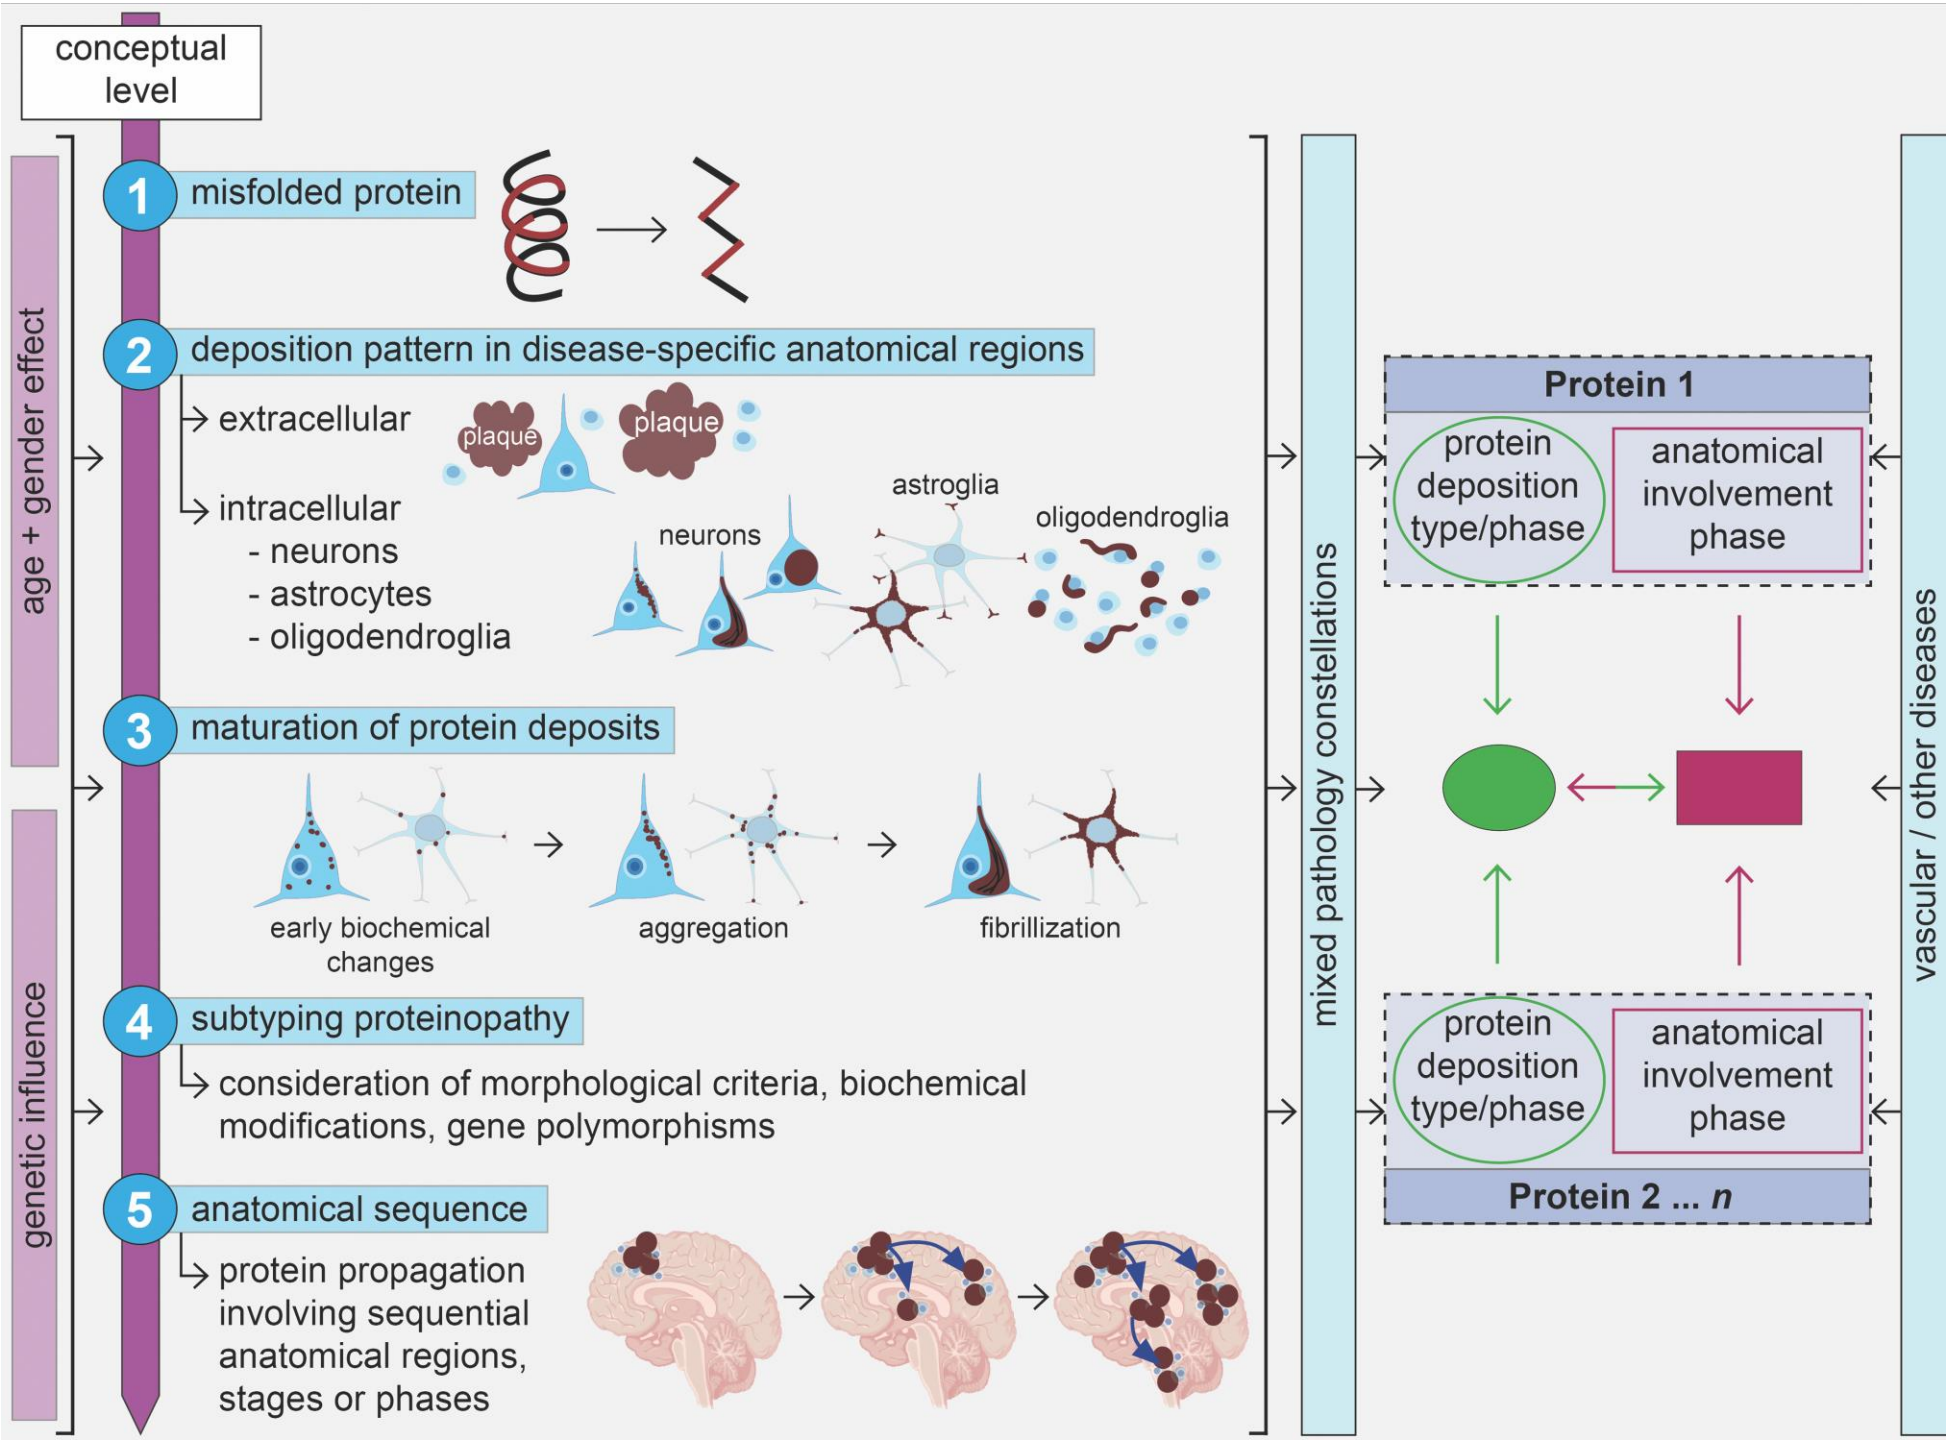 conceptual
level
age + gender effect
genetic influence
1
misfolded protein
2
deposition pattern in disease-specific anatomical regions
extracellular
plaque
plaque
intracellular
- neurons
- astrocytes
- oligodendroglia
neurons
astroglia
oligodendroglia
3
maturation of protein deposits
early biochemical
changes
aggregation
fibrillization
4
subtyping proteinopathy
consideration of morphological criteria, biochemical
modifications, gene polymorphisms
5
anatomical sequence
protein propagation
involving sequential
anatomical regions,
stages or phases
mixed pathology constellations
Protein 1
protein
deposition
type/phase
anatomical
involvement
phase
protein
deposition
type/phase
anatomical
involvement
phase
Protein 2 ... n
vascular / other diseases